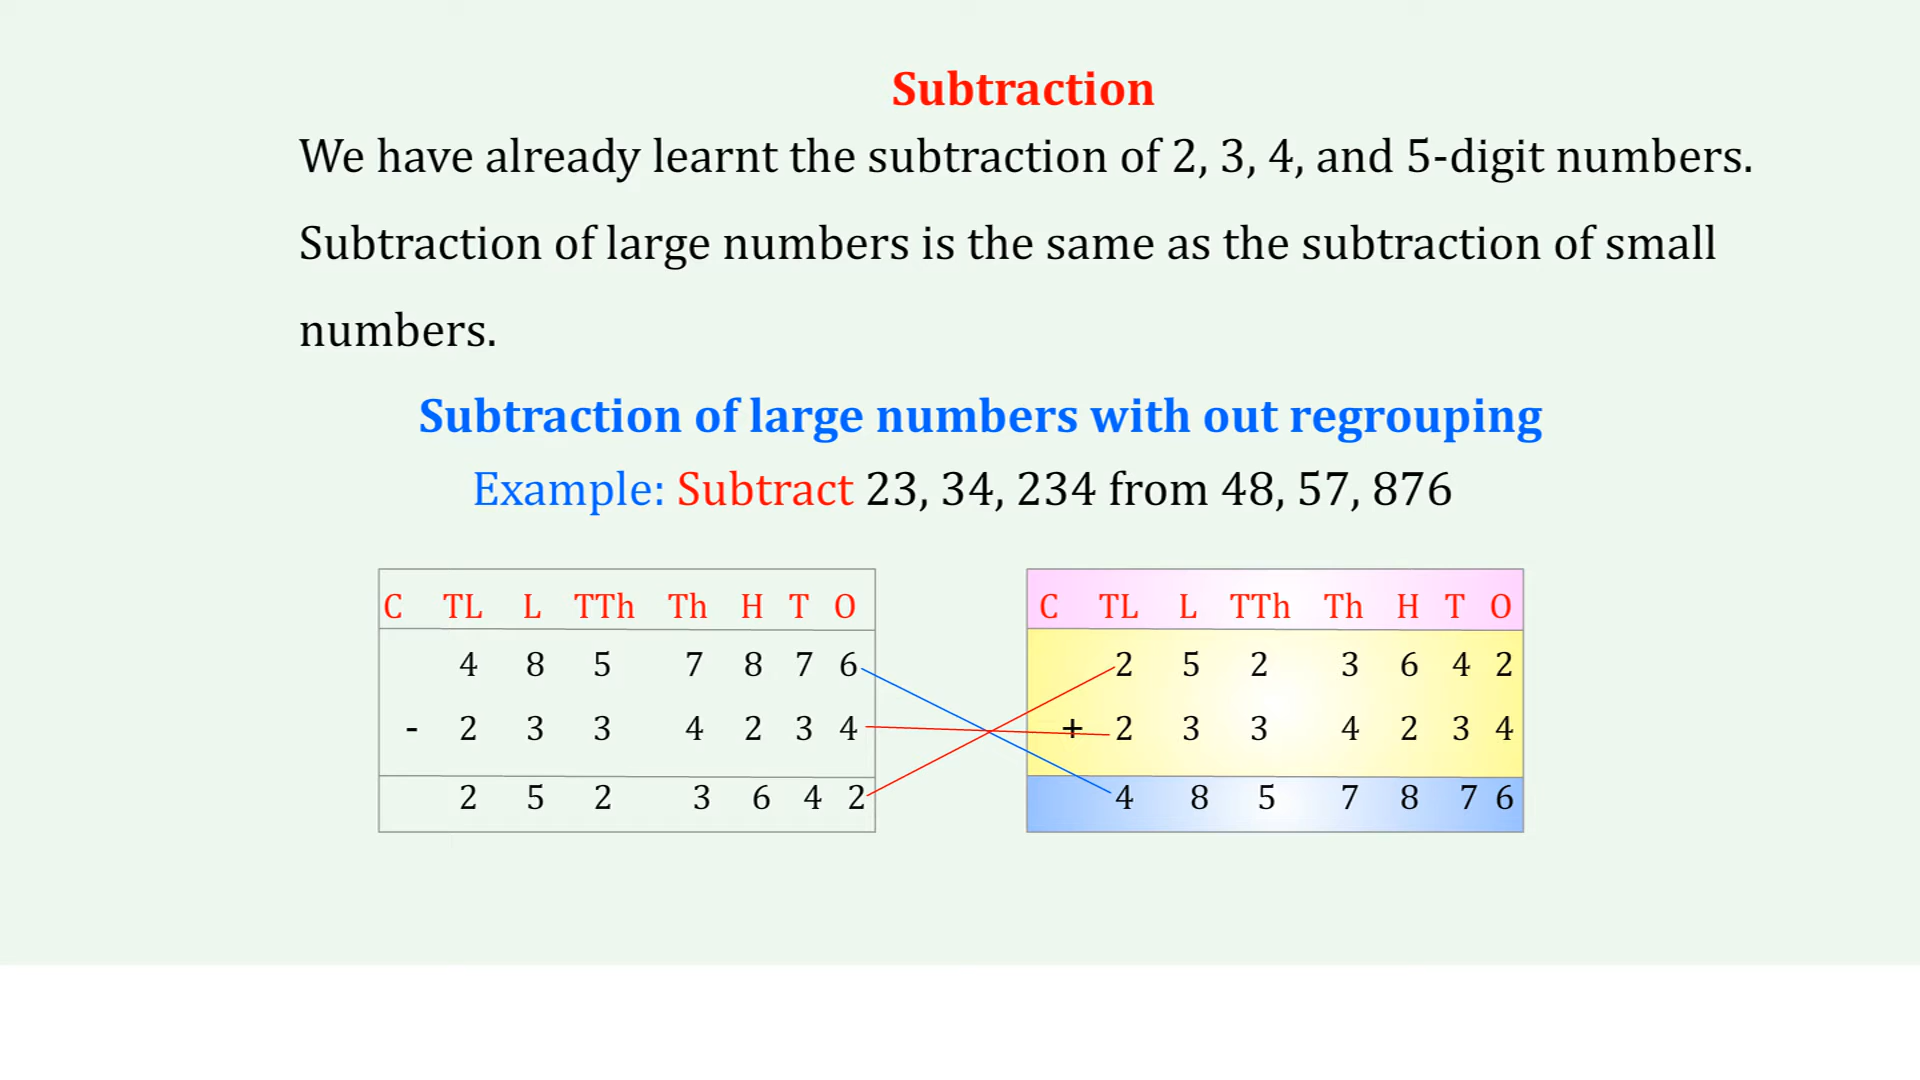 Subtraction
We have already learnt the subtraction of 2, 3, 4, and 5-digit numbers.
Subtraction of large numbers is the same as the subtraction of small
numbers.
Subtraction of large numbers with out regrouping
Example: Subtract 23, 34, 234 from 48, 57, 876
C TL L TTh Th H T O
4 8 5 7 8 7 6
- 2 3 3 4 2 3 4
2 5 2 3 6 4 2
C TL L TTh Th H T O
2 5 2 3 6 4 2
+ 2 3 3 4 2 3 4
4 8 5 7 8 7 6